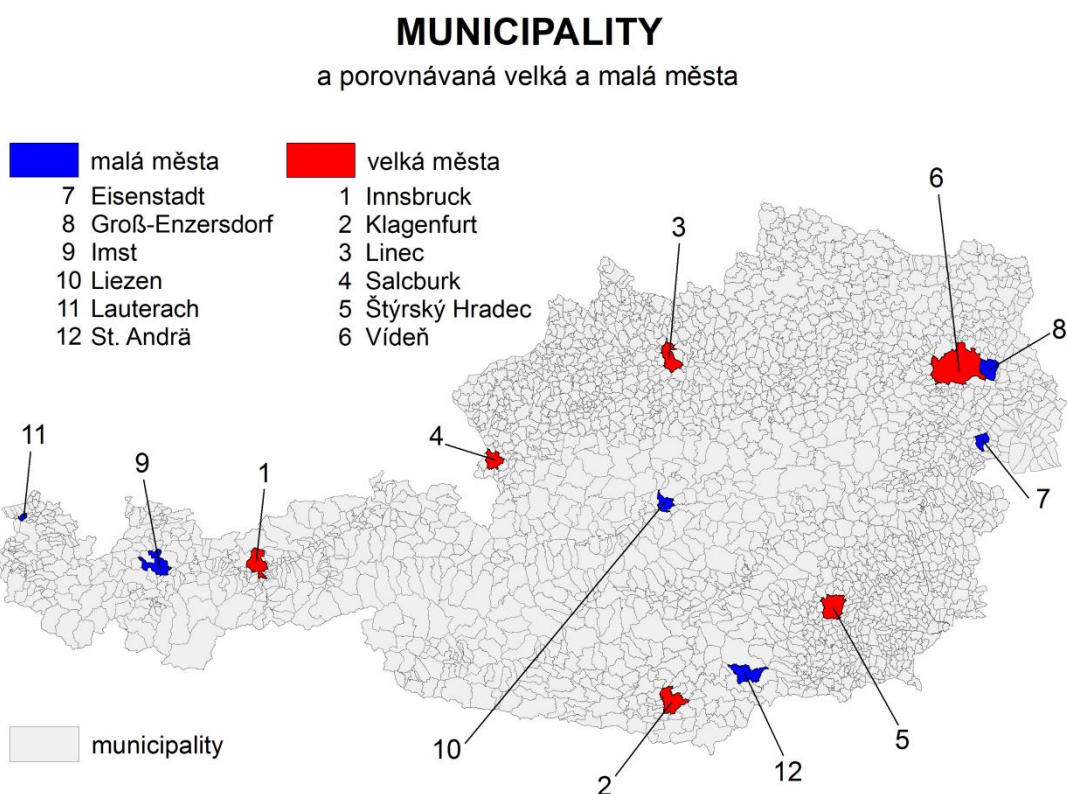 MUNICIPALITY
a porovnávaná velká a malá města
malá města
7 Eisenstadt
8 Groß-Enzersdorf
9 Imst
10 Liezen
11 Lauterach
12 St. Andrä
velká města
1 Innsbruck
2 Klagenfurt
3 Linec
4 Salcburk
5 Štýrský Hradec
6 Vídeň
6
3
8
11
4
9
1
7
municipality
10
2
12
5